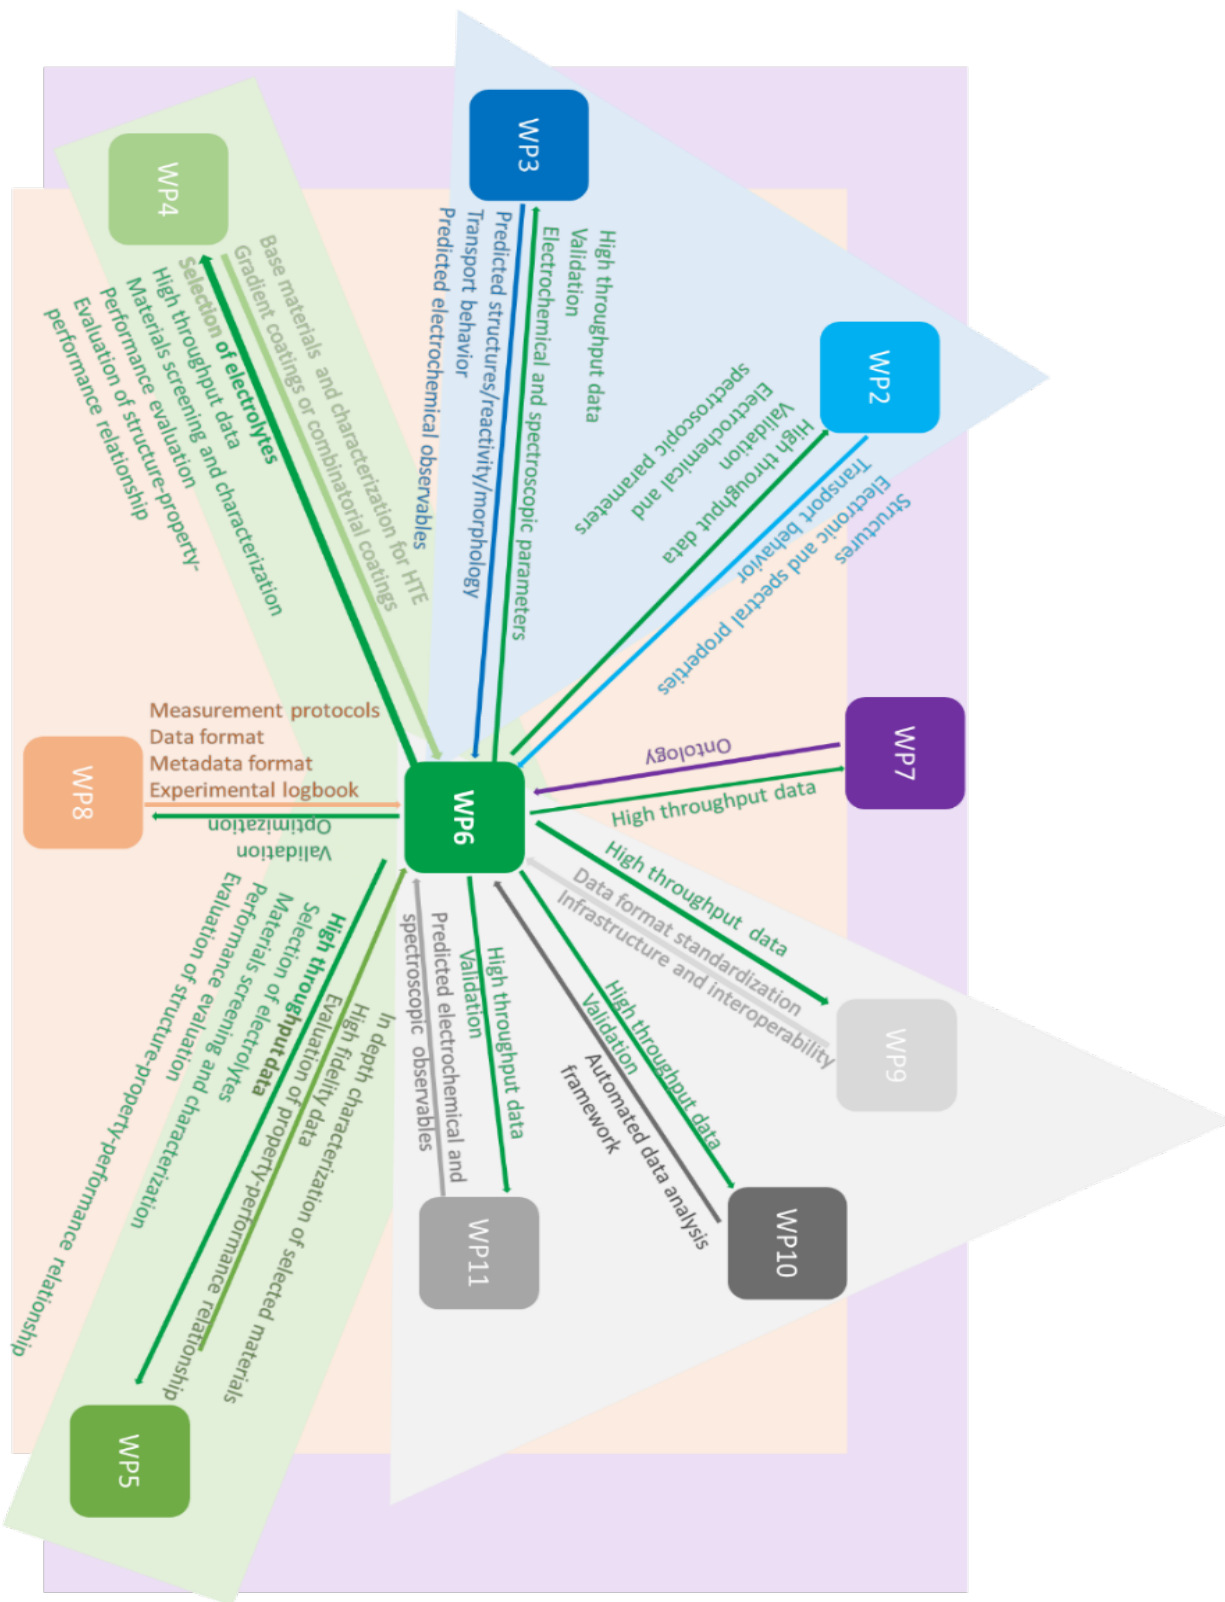 WP3
High throughput data
Validation
Electrochemical and spectroscopic parameters
Predicted structures/reactivity/morphology
Transport behavior
Predicted electrochemical observables
WP4
Base materials and characterization for HTE
Gradient coatings or combinatorial coatings
Selection of electrolytes
High throughput data
Materials screening and characterization
Performance evaluation
Evaluation of structure-property-
performance relationship
WP2
High throughput data
Validation
Electrochemical and
spectroscopic parameters
Structures
Electronic and spectral properties
Transport behavior
WP7
Ontology
High throughput data
WP6
WP8
Measurement protocols
Data format
Metadata format
Experimental logbook
Validation
Optimization
High throughput data
Data format standardization
Infrastructure and interoperability
WP9
High throughput data
Validation
Automated data analysis
framework
WP10
High throughput data
Validation
Predicted electrochemical and
spectroscopic observables
WP11
In depth characterization of selected materials
High fidelity data
Evaluation of property-performance relationship
High throughput data
Selection of electrolytes
Materials screening and characterization
Performance evaluation
Evaluation of structure-property-performance relationship
WP5